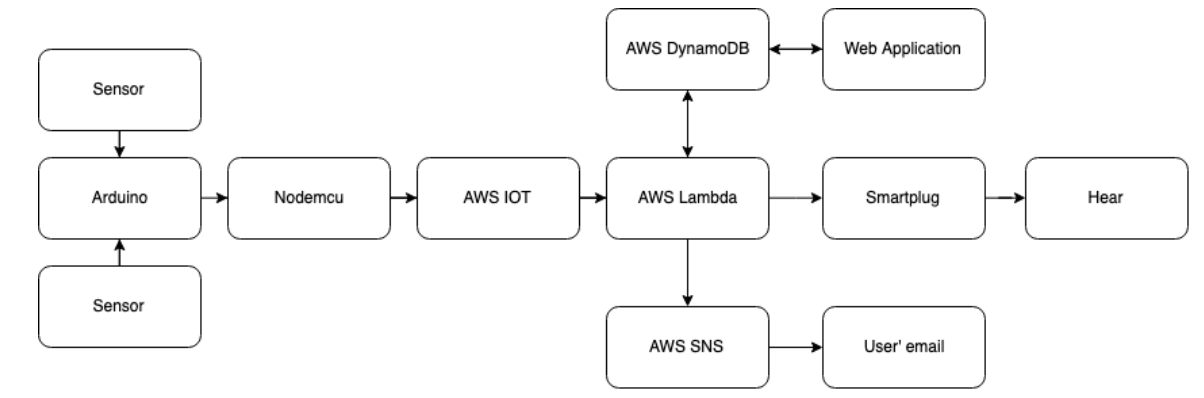 AWS DynamoDB
Web Application
Sensor
Arduino
Nodemcu
AWS IOT
AWS Lambda
Smartplug
Hear
Sensor
AWS SNS
User' email